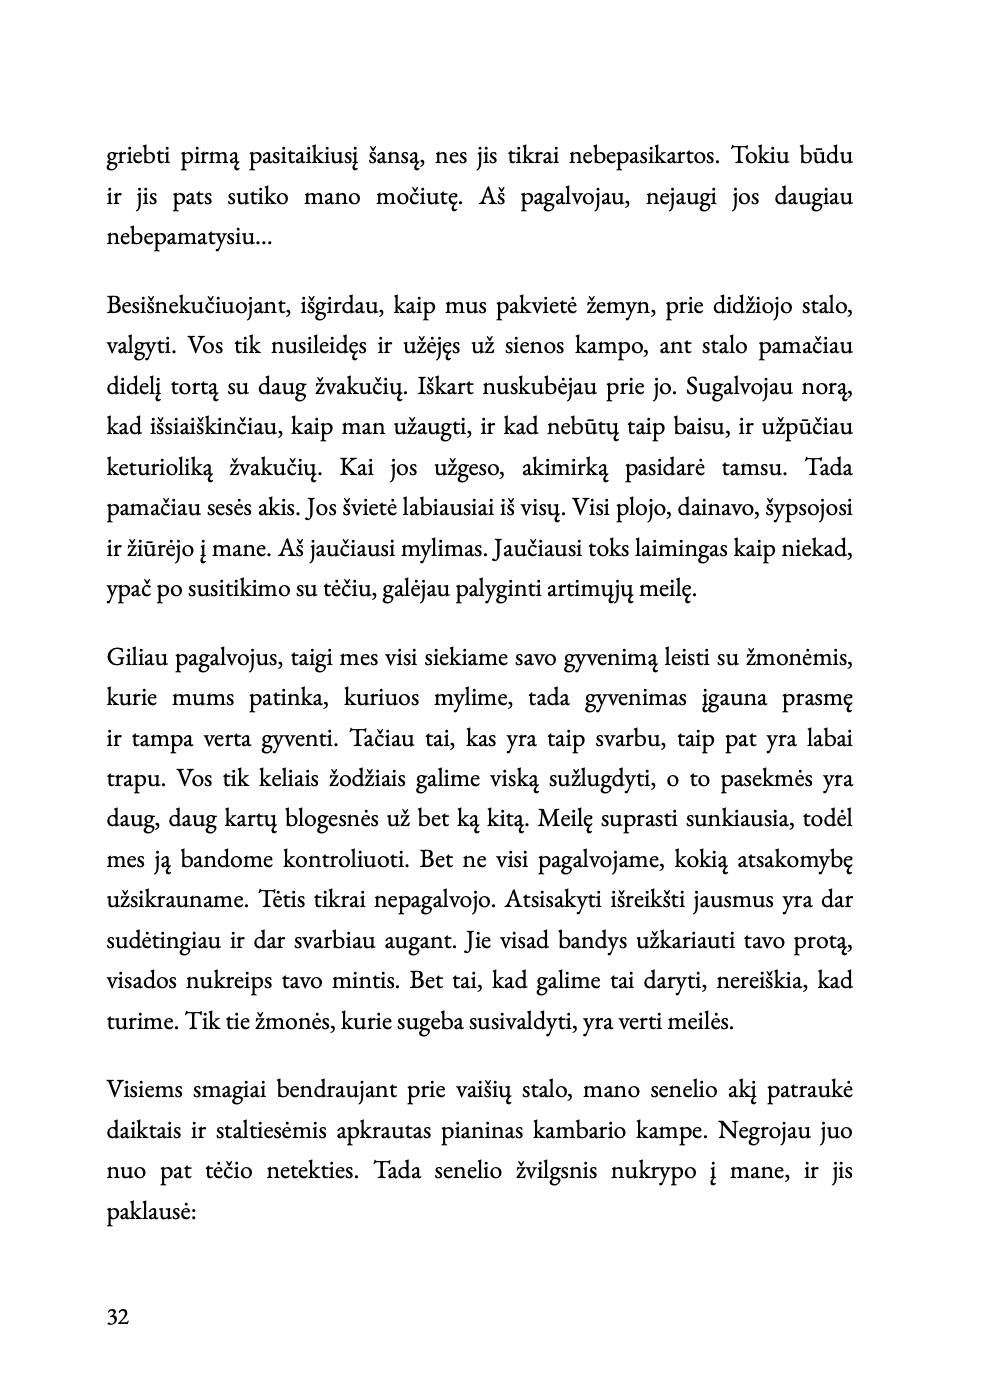 griebti pirmą pasitaikiusį šansą, nes jis tikrai nebepasikartos. Tokiu būdu
ir jis pats sutiko mano močiutę. Aš pagalvojau, nejaugi jos daugiau
nebepamatysiu...
Besišnekučiuojant, išgirdau, kaip mus pakvietė žemyn, prie didžiojo stalo,
valgyti. Vos tik nusileidęs ir užėjęs už sienos kampo, ant stalo pamačiau
didelį tortą su daug žvakučių. Iškart nuskubėjau prie jo. Sugalvojau norą,
kad išsiaiškinčiau, kaip man užaugti, ir kad nebūtų taip baisu, ir užpūčiau
keturioliką žvakučių. Kai jos užgeso, akimirką pasidarė tamsu. Tada
pamačiau sesės akis. Jos švietė labiausiai iš visų. Visi plojo, dainavo, šypsojosi
ir žiūrėjo į mane. Aš jaučiausi mylimas. Jaučiausi toks laimingas kaip niekad,
ypač po susitikimo su tėčiu, galėjau palyginti artimųjų meilę.
Giliau pagalvojus, taigi mes visi siekiame savo gyvenimą leisti su žmonėmis,
kurie mums patinka, kuriuos mylime, tada gyvenimas įgauna prasmę
ir tampa verta gyventi. Tačiau tai, kas yra taip svarbu, taip pat yra labai
trapu. Vos tik keliais žodžiais galime viską sužlugdyti, o to pasekmės yra
daug, daug kartų blogesnės už bet ką kitą. Meilę suprasti sunkiausia, todėl
mes ją bandome kontroliuoti. Bet ne visi pagalvojame, kokią atsakomybę
užsikrauname. Tėtis tikrai nepagalvojo. Atsisakyti išreikšti jausmus yra dar
sudėtingiau ir dar svarbiau augant. Jie visad bandys užkariauti tavo protą,
visados nukreips tavo mintis. Bet tai, kad galime tai daryti, nereiškia, kad
turime. Tik tie žmonės, kurie sugeba susivaldyti, yra verti meilės.
Visiems smagiai bendraujant prie vaišių stalo, mano senelio akį patraukė
daiktais ir staltiesėmis apkrautas pianinas kambario kampe. Negrojau juo
nuo pat tėčio netekties. Tada senelio žvilgsnis nukrypo į mane, ir jis
paklausė:
32